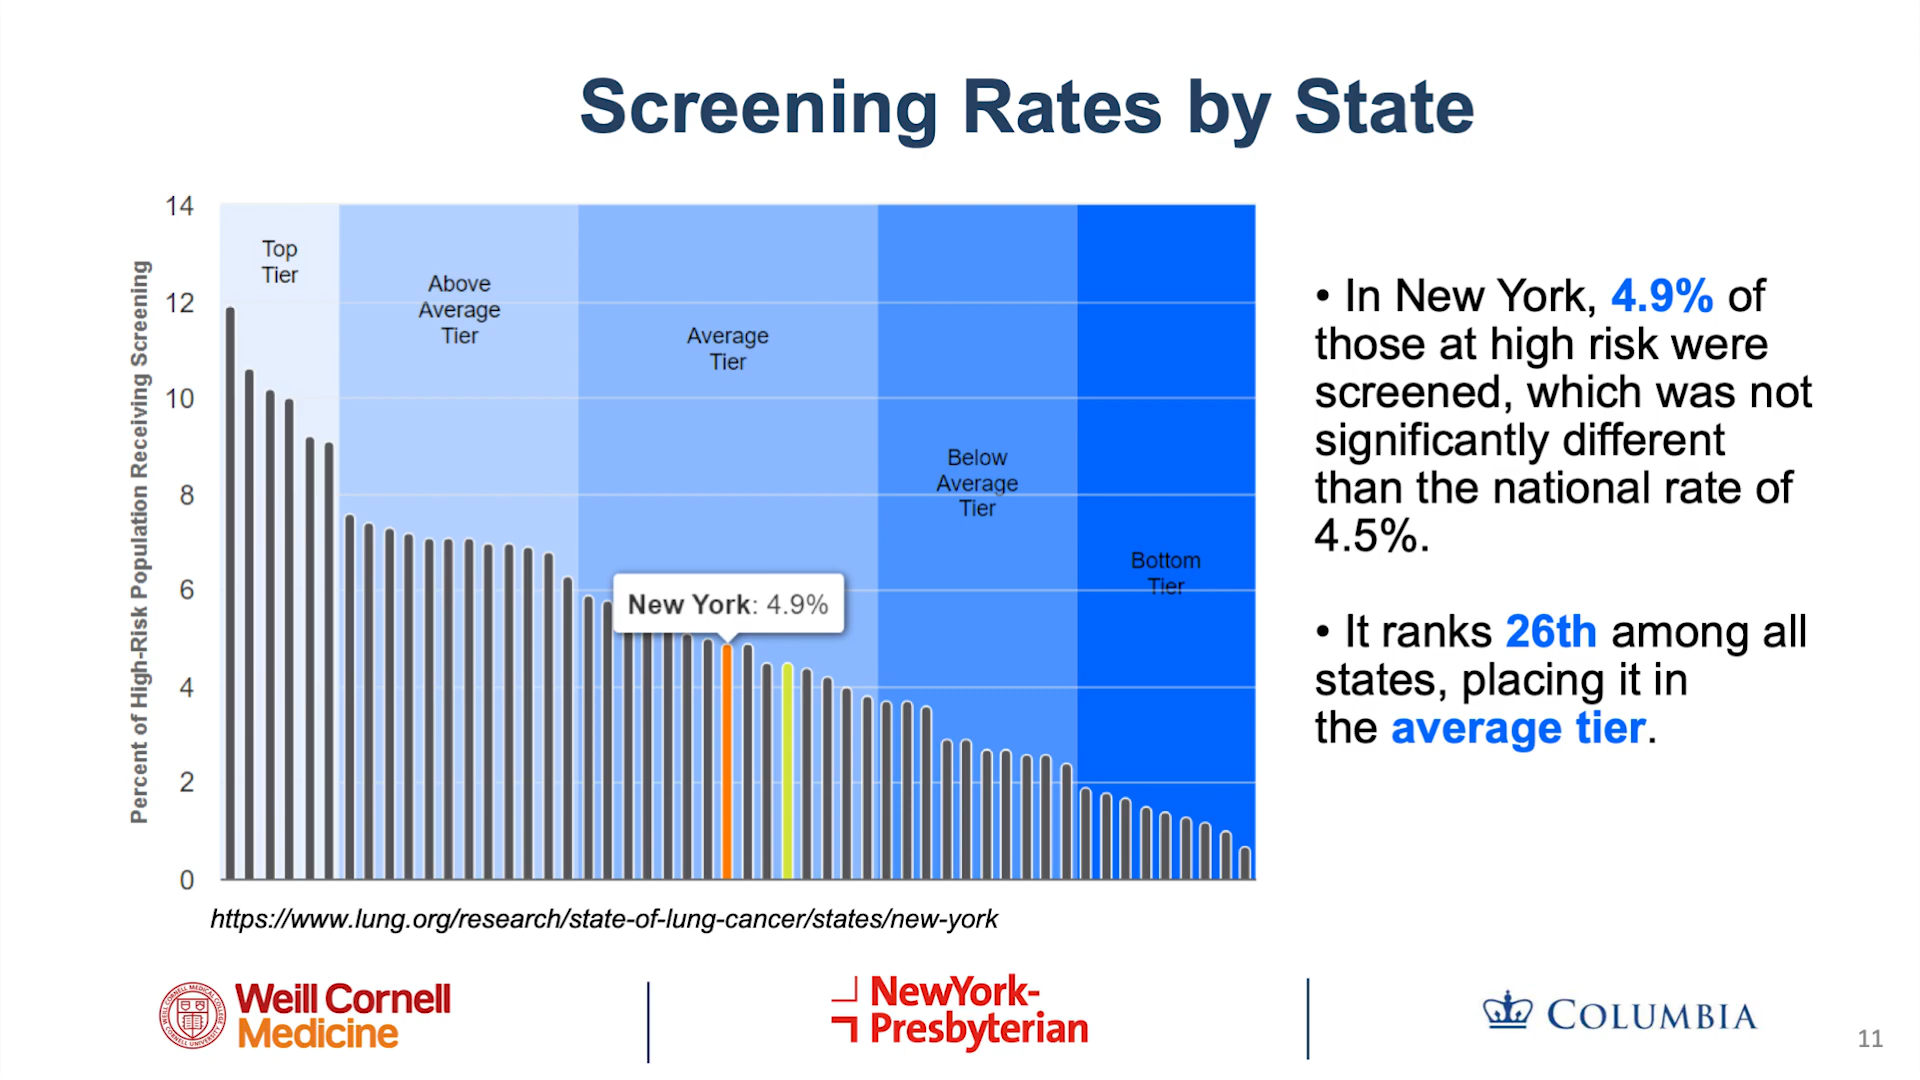 Screening Rates by State
Percent of High-Risk Population Receiving Screening
14
12
10
8
6
4
2
0
Top
Tier
Above
Average
Tier
Average
Tier
Below
Average
Tier
Bottom
Tier
New York: 4.9%
• In New York, 4.9% of
those at high risk were
screened, which was not
significantly different
than the national rate of
4.5%.
• It ranks 26th among all
states, placing it in
the average tier.
https://www.lung.org/research/state-of-lung-cancer/states/new-york
Weill Cornell
Medicine
NewYork-
Presbyterian
COLUMBIA
11